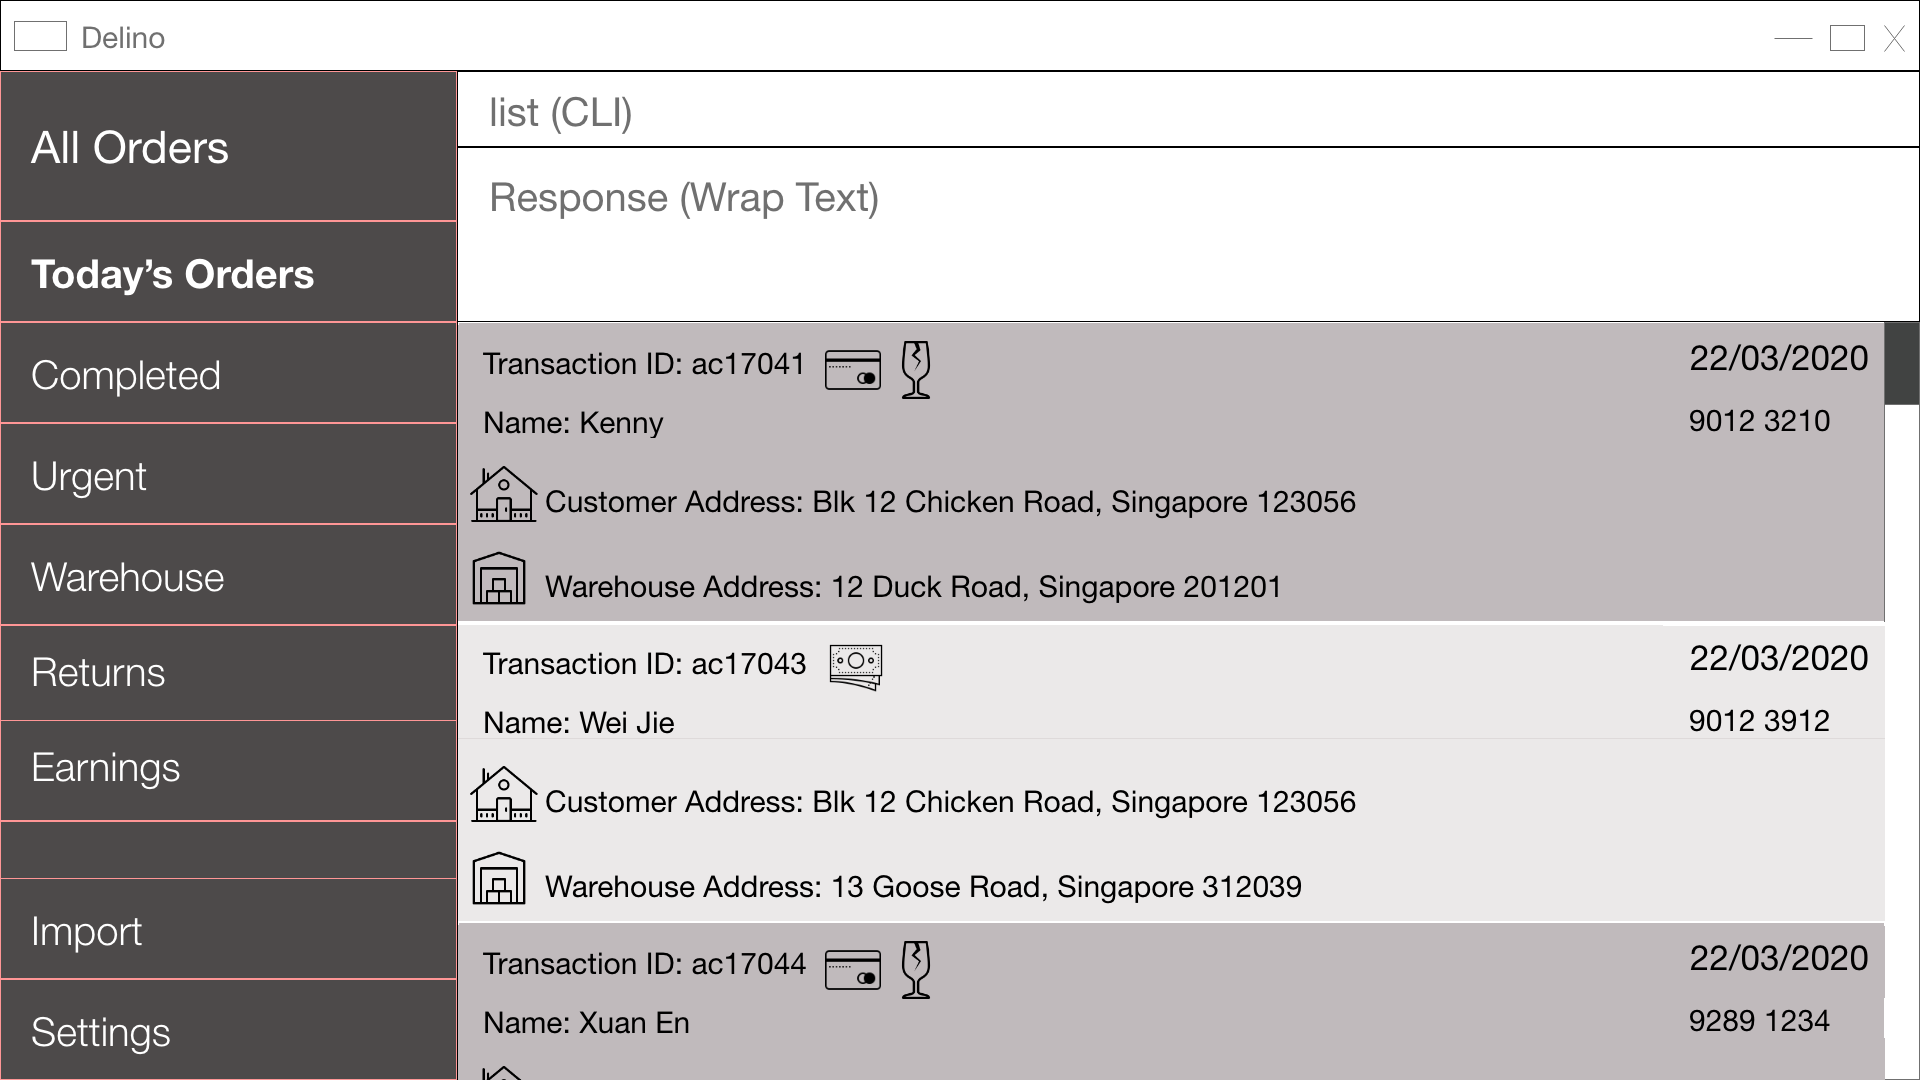 Delino
All Orders
Today’s Orders
Completed
Urgent
Warehouse
Returns
Earnings
Import
Settings
list (CLI)
Response (Wrap Text)
Transaction ID: ac17041
22/03/2020
Name: Kenny
9012 3210
Customer Address: Blk 12 Chicken Road, Singapore 123056
Warehouse Address: 12 Duck Road, Singapore 201201
Transaction ID: ac17043
22/03/2020
Name: Wei Jie
9012 3912
Customer Address: Blk 12 Chicken Road, Singapore 123056
Warehouse Address: 13 Goose Road, Singapore 312039
Transaction ID: ac17044
22/03/2020
Name: Xuan En
9289 1234